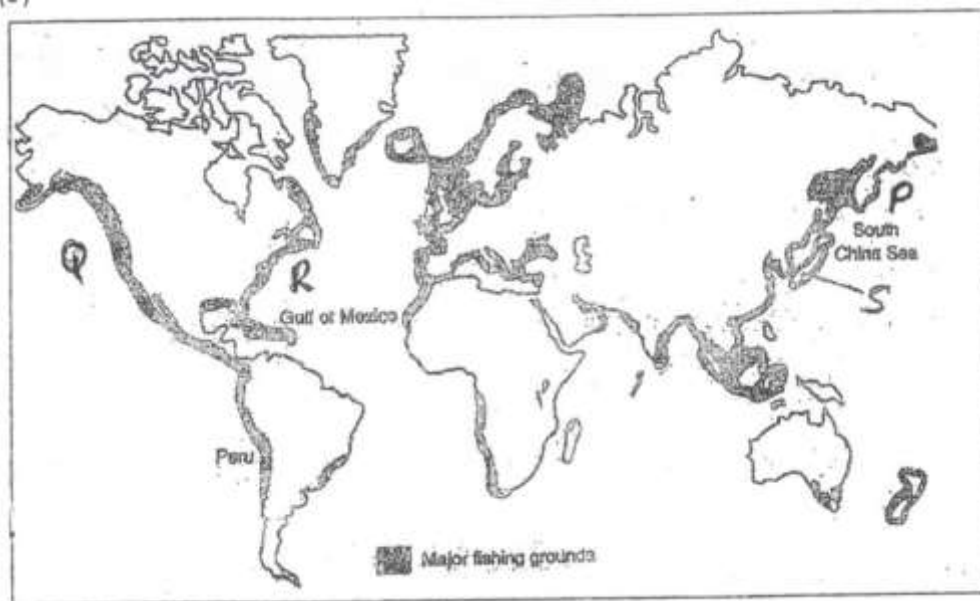 P
South
China Sea
Q
R
S
Gulf of Mexico
Peru
Major fishing grounds